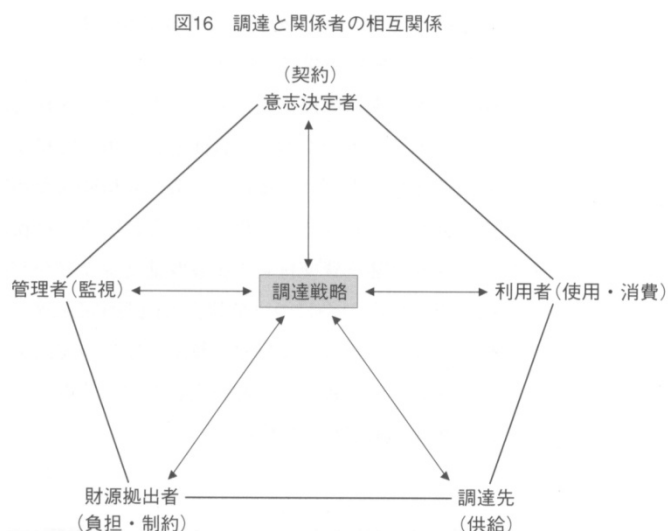 図16　調達と関係者の相互関係
（契約）
意志決定者
管理者（監視）
調達戦略
利用者（使用・消費）
財源拠出者
（負担・制約）
調達先
（供給）